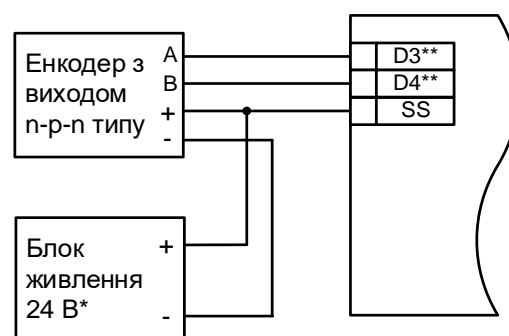 Енкодер з
виходом
n-p-n типу
A
B
+
-
D3**
D4**
SS
Блок
живлення
24 В*
+
-